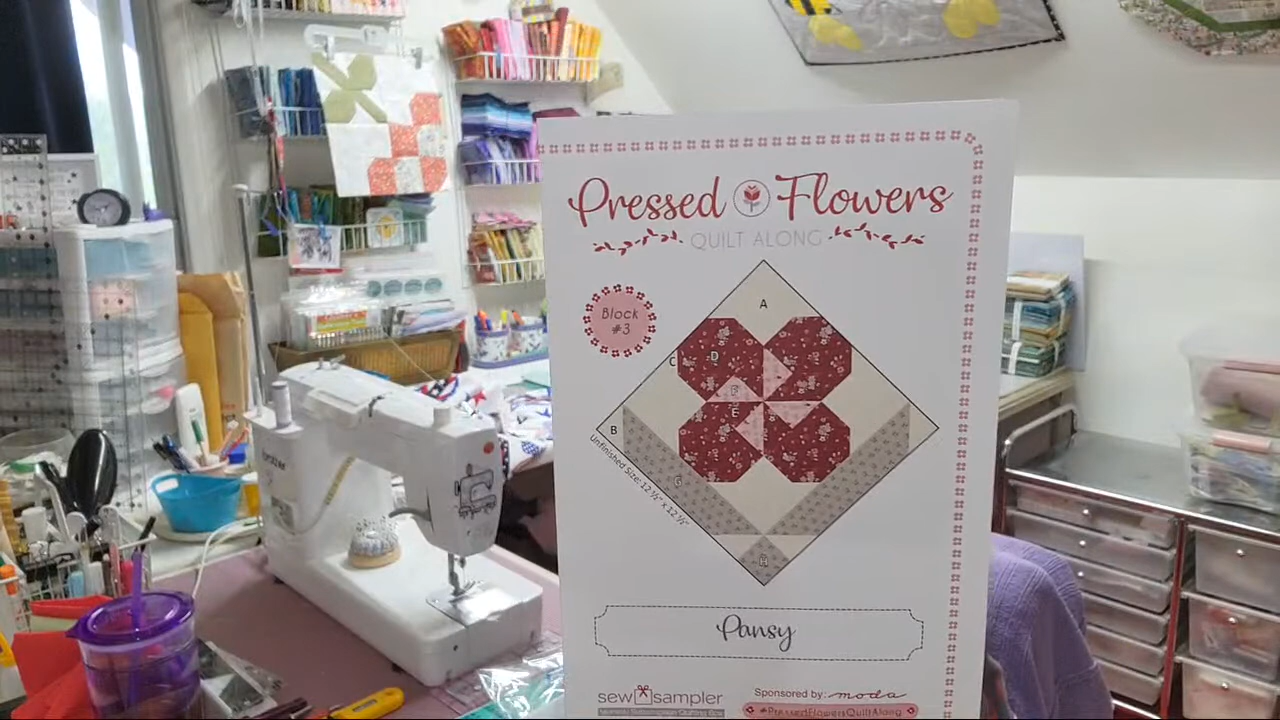 Pressed Flowers
QUILT ALONG
Block
#3
A
C
D
F
E
B
G
H
Unfinished Size: 12 ½" x 12 ½"
Pansy
sew sampler
Sponsored by: moda
#PressedFlowersQuiltAlong
brother